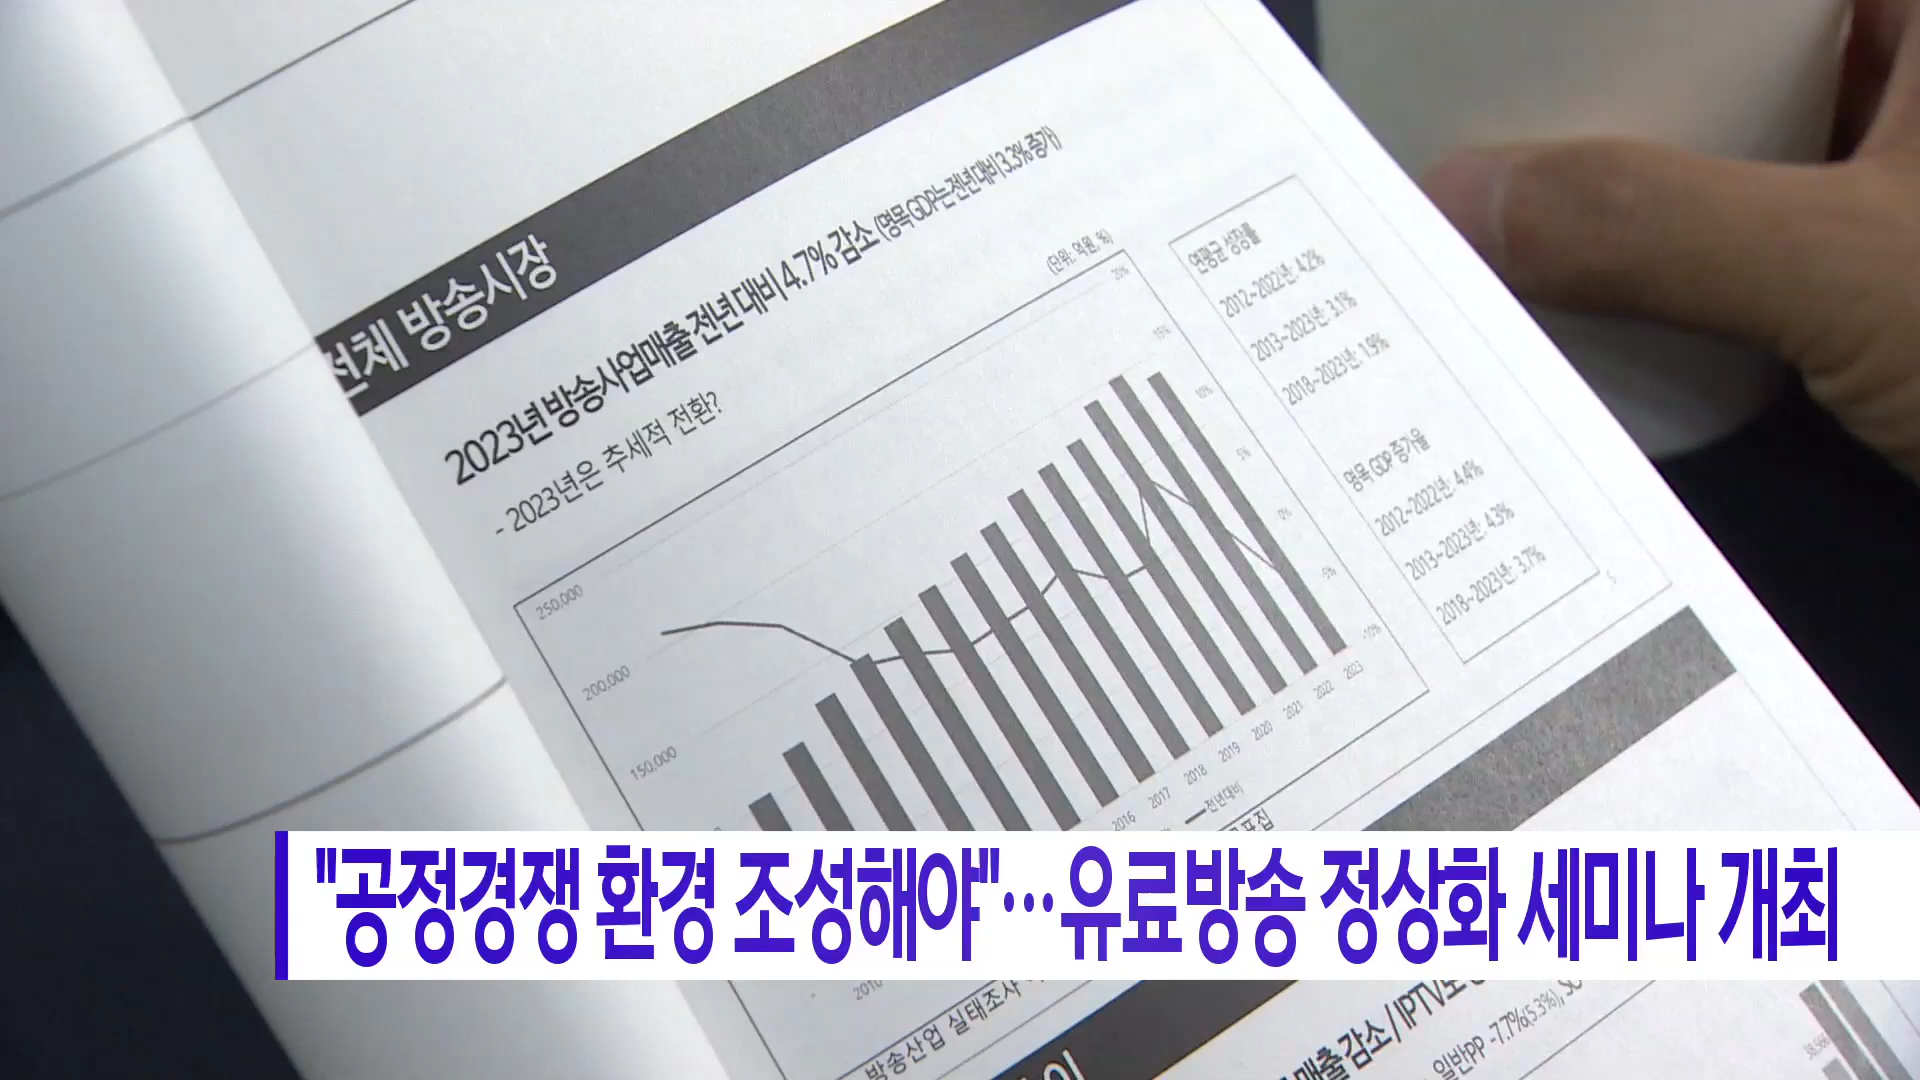 전체 방송시장
2023년 방송사업매출 전년 대비 4.7% 감소 (명목 GDP는 전년 대비 3.3% 증가)
- 2023년은 추세적 전환?
(단위: 억원, %)
250,000
200,000
150,000
20%
15%
10%
5%
0%
-5%
-10%
2010
2016
2017
2018
2019
2020
2021
2022
2023
전년대비
연평균 성장률
2012~2022년: 4.2%
2013~2023년: 3.1%
2018~2023년: 1.9%
명목 GDP 증가율
2012~2022년: 4.4%
2013~2023년: 4.3%
2018~2023년: 3.7%
5
"공정경쟁 환경 조성해야"…유료방송 정상화 세미나 개최
방송산업 실태조사
매출 감소 / IPTV도
일반PP -7.7%(5.3%),